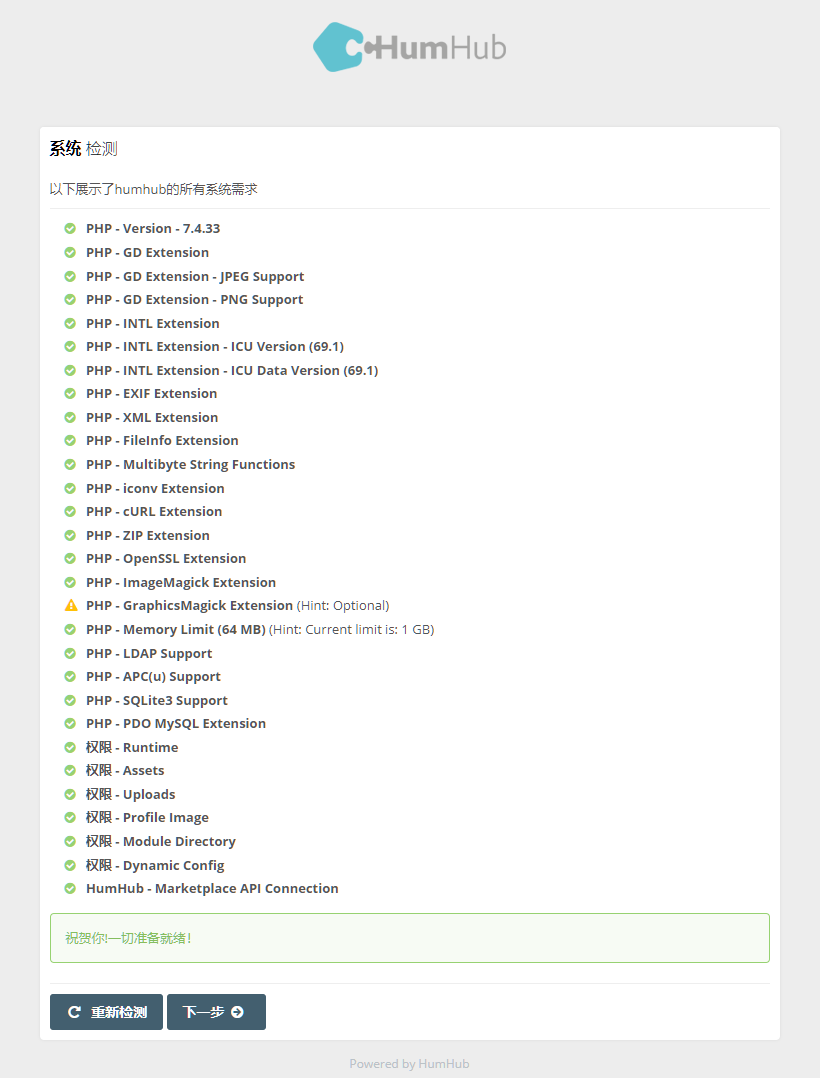 HumHub
系统 检测
以下展示了humhub的所有系统需求
PHP - Version - 7.4.33
PHP - GD Extension
PHP - GD Extension - JPEG Support
PHP - GD Extension - PNG Support
PHP - INTL Extension
PHP - INTL Extension - ICU Version (69.1)
PHP - INTL Extension - ICU Data Version (69.1)
PHP - EXIF Extension
PHP - XML Extension
PHP - FileInfo Extension
PHP - Multibyte String Functions
PHP - iconv Extension
PHP - cURL Extension
PHP - ZIP Extension
PHP - OpenSSL Extension
PHP - ImageMagick Extension
PHP - GraphicsMagick Extension (Hint: Optional)
PHP - Memory Limit (64 MB) (Hint: Current limit is: 1 GB)
PHP - LDAP Support
PHP - APC(u) Support
PHP - SQLite3 Support
PHP - PDO MySQL Extension
权限 - Runtime
权限 - Assets
权限 - Uploads
权限 - Profile Image
权限 - Module Directory
权限 - Dynamic Config
HumHub - Marketplace API Connection
祝贺你!一切准备就绪!
重新检测 下一步
Powered by HumHub